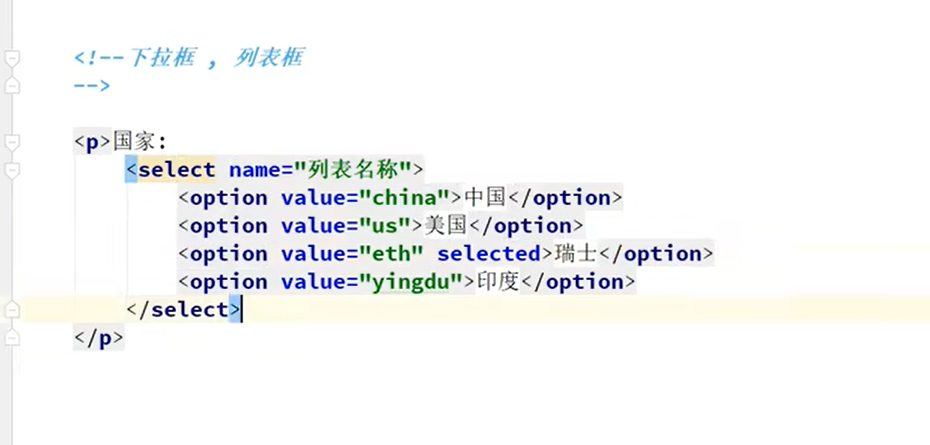 <!--下拉框 , 列表框
-->
<p>国家:
<select name="列表名称">
<option value="china">中国</option>
<option value="us">美国</option>
<option value="eth" selected>瑞士</option>
<option value="yingdu">印度</option>
</select>
</p>